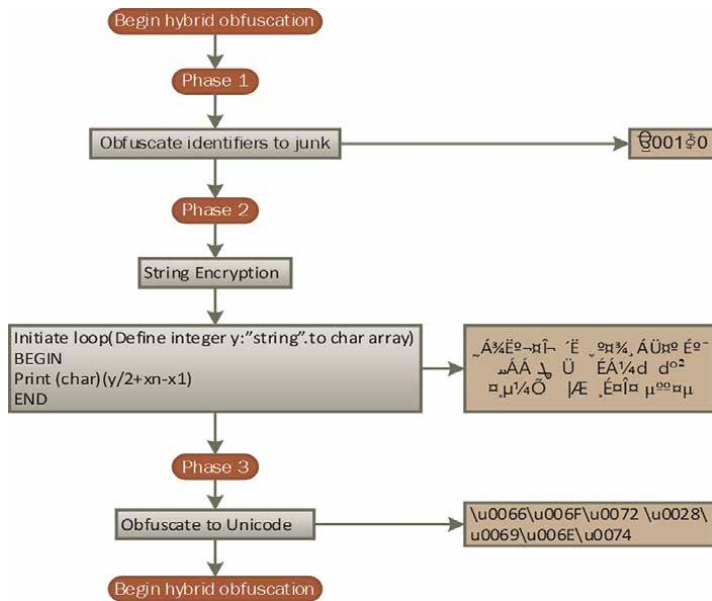 Begin hybrid obfuscation
Phase 1
Obfuscate identifiers to junk
Phase 2
String Encryption
Initiate loop(Define integer y:"string".to char array)
BEGIN
Print (char)(y/2+xn-x1)
END
Phase 3
Obfuscate to Unicode
\u0066\u006F\u0072 \u0028\
u0069\u006E\u0074
Begin hybrid obfuscation